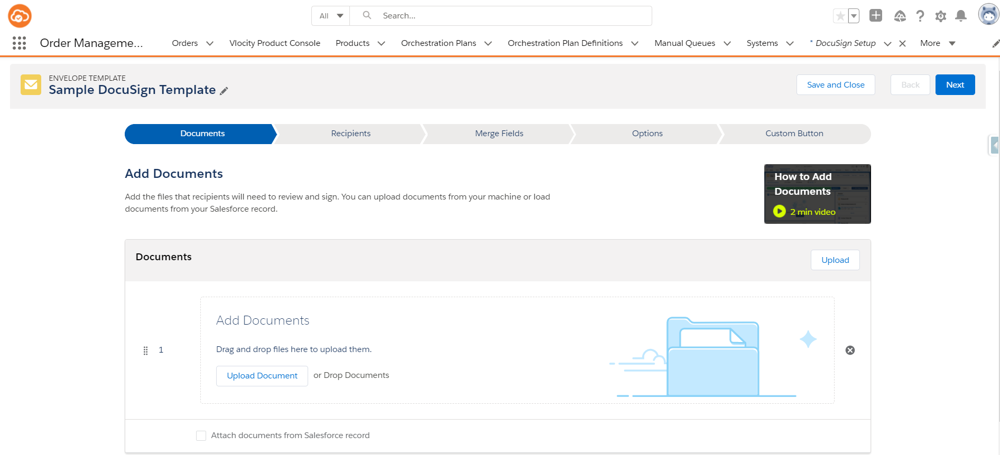 All
Search...
Order Manageme...
Orders
Vlocity Product Console
Products
Orchestration Plans
Orchestration Plan Definitions
Manual Queues
Systems
* DocuSign Setup
More
ENVELOPE TEMPLATE
Sample DocuSign Template
Save and Close
Back
Next
Documents
Recipients
Merge Fields
Options
Custom Button
Add Documents
Add the files that recipients will need to review and sign. You can upload documents from your machine or load
documents from your Salesforce record.
How to Add
Documents
2 min video
Documents
Upload
1
Add Documents
Drag and drop files here to upload them.
Upload Document
or Drop Documents
Attach documents from Salesforce record